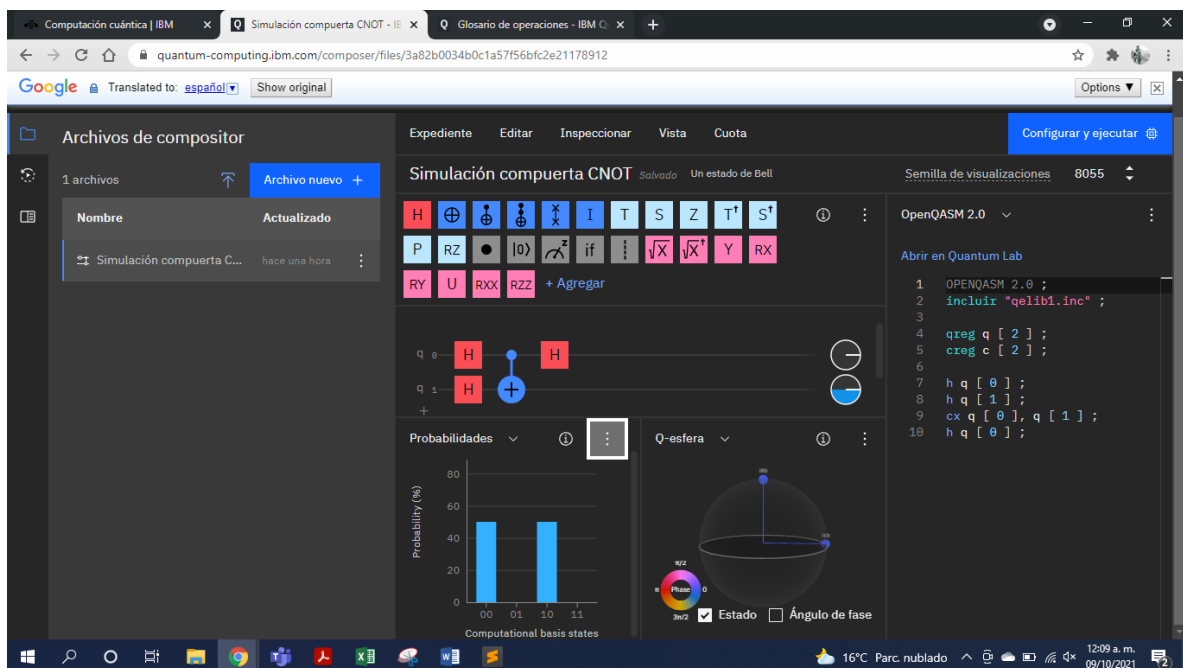 Computación cuántica | IBM
Simulación compuerta CNOT - IB
Glosario de operaciones - IBM Q
quantum-computing.ibm.com/composer/files/3a82b0034b0c1a57f56bfc2e21178912
Google Translated to: español Show original Options ▼
Archivos de compositor
Expediente Editar Inspeccionar Vista Cuota
Configurar y ejecutar
1 archivos
Archivo nuevo +
Simulación compuerta CNOT Salvado Un estado de Bell
Semilla de visualizaciones 8055
Nombre Actualizado
Simulación compuerta C... hace una hora
H I T S Z T† S†
P RZ |0⟩ z if √X √X† Y RX
RY U RXX RZZ + Agregar
OpenQASM 2.0
Abrir en Quantum Lab
1 OPENQASM 2.0 ;
2 incluir "qelib1.inc" ;
3
4 qreg q [ 2 ] ;
5 creg c [ 2 ] ;
6
7 h q [ 0 ] ;
8 h q [ 1 ] ;
9 cx q [ 0 ], q [ 1 ] ;
10 h q [ 0 ] ;
q 0 H H
q 1 H +
+
Probabilidades
Q-esfera
Probability (%)
80
60
40
20
0
00 01 10 11
Computational basis states
π/2
π Phase 0
3π/2
Estado Ángulo de fase
16°C Parc. nublado
12:09 a. m.
09/10/2021
2